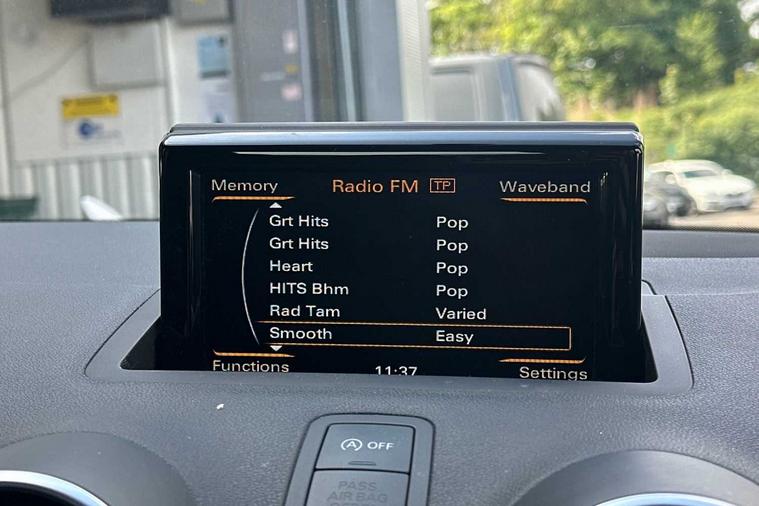 Memory Radio FM TP Waveband
Grt Hits Pop
Grt Hits Pop
Heart Pop
HITS Bhm Pop
Rad Tam Varied
Smooth Easy
Functions 11:37 Settings
A OFF
PASS
AIR BAG